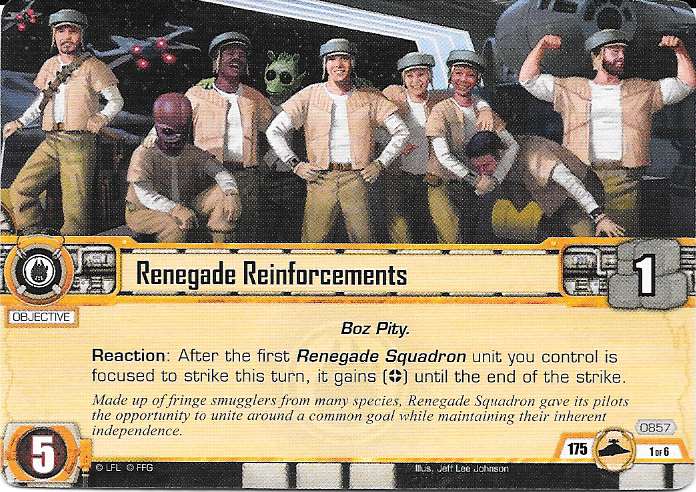 Renegade Reinforcements
1
OBJECTIVE
Boz Pity.
Reaction: After the first Renegade Squadron unit you control is
focused to strike this turn, it gains () until the end of the strike.
Made up of fringe smugglers from many species, Renegade Squadron gave its pilots
the opportunity to unite around a common goal while maintaining their inherent
independence.
0857
5
175
1 OF 6
© LFL © FFG
Illus. Jeff Lee Johnson